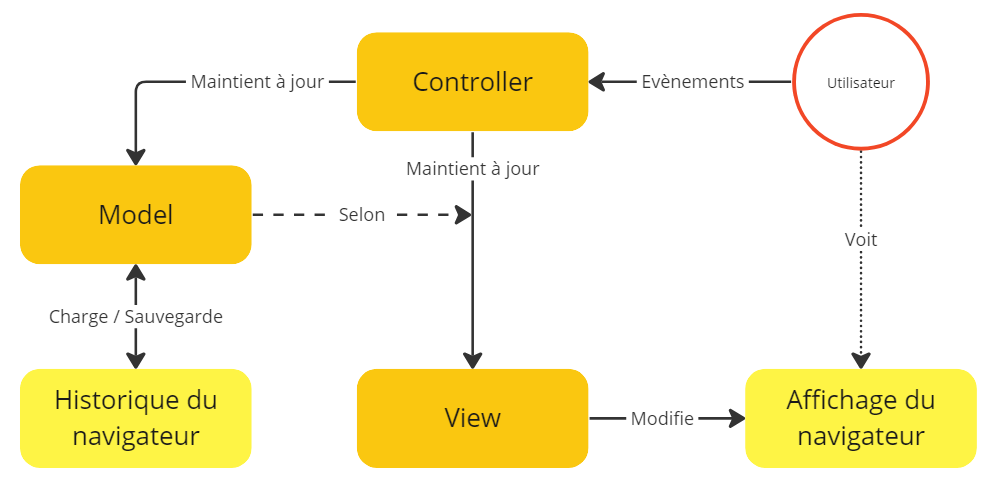 Controller
Utilisateur
Maintient à jour
Evènements
Maintient à jour
Model
Selon
Voit
Charge / Sauvegarde
Historique du
navigateur
View
Modifie
Affichage du
navigateur